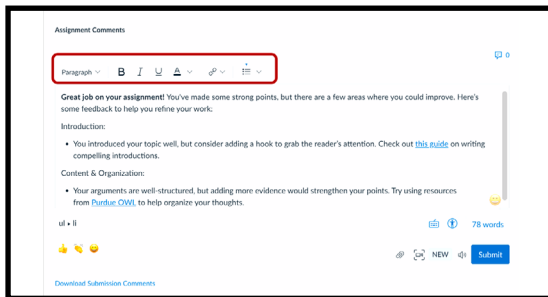 Assignment Comments
0
Paragraph B I U A
Great job on your assignment! You've made some strong points, but there are a few areas where you could improve. Here's
some feedback to help you refine your work:
Introduction:
• You introduced your topic well, but consider adding a hook to grab the reader's attention. Check out this guide on writing
compelling introductions.
Content & Organization:
• Your arguments are well-structured, but adding more evidence would strengthen your points. Try using resources
from Purdue OWL to help organize your thoughts.
ul • li
78 words
NEW Submit
Download Submission Comments